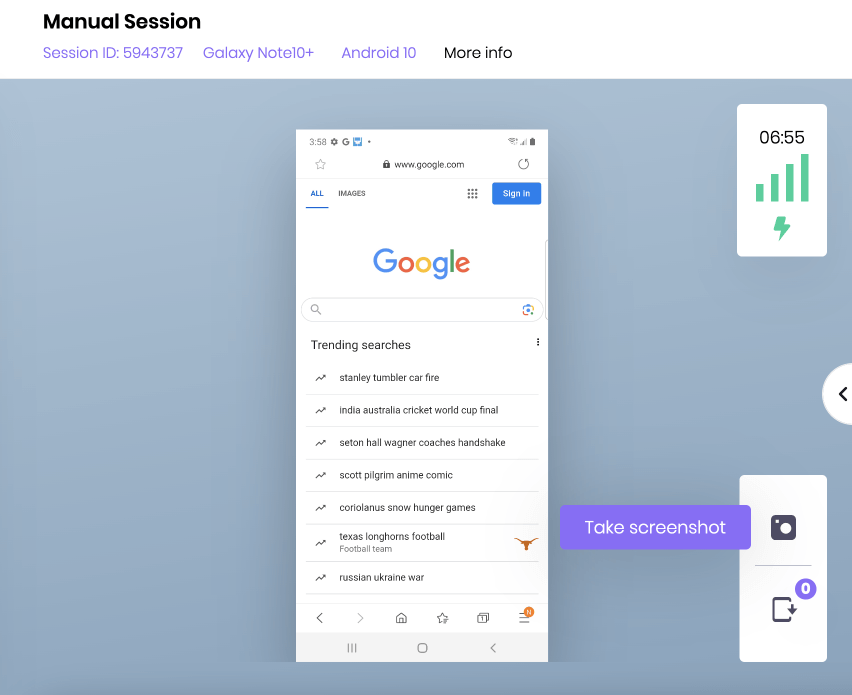 Manual Session
Session ID: 5943737 Galaxy Note10+ Android 10 More info
06:55
3:58 G
www.google.com
ALL IMAGES Sign in
Google
Trending searches
stanley tumbler car fire
india australia cricket world cup final
seton hall wagner coaches handshake
scott pilgrim anime comic
coriolanus snow hunger games
texas longhorns football
Football team
russian ukraine war
1 N
Take screenshot
0